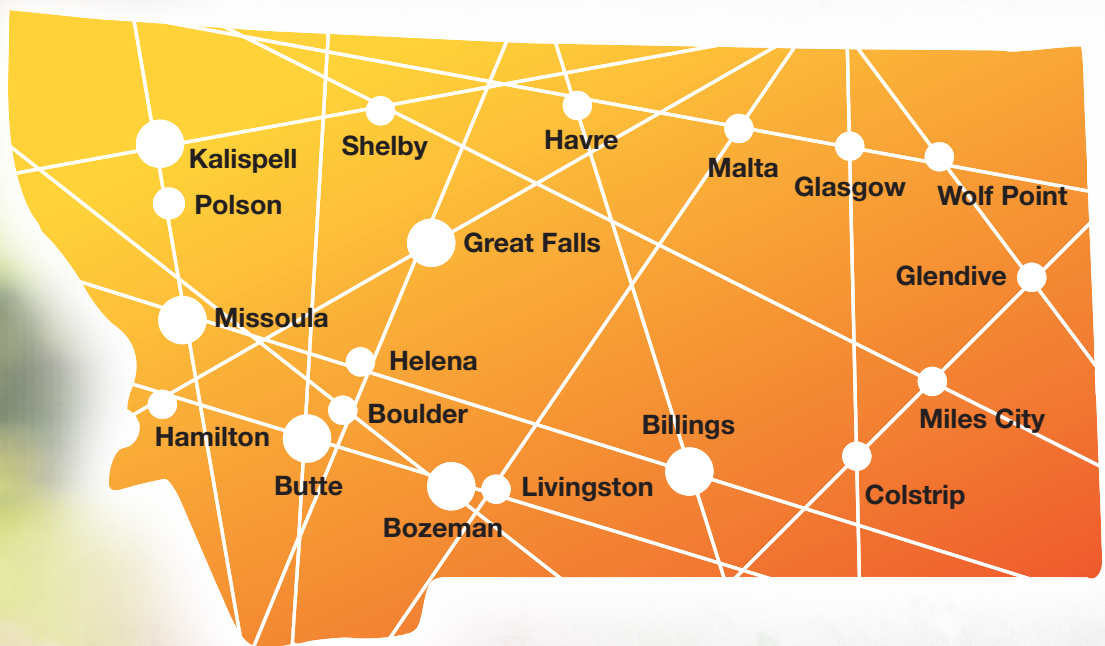 Kalispell
Shelby
Havre
Malta
Glasgow
Wolf Point
Polson
Great Falls
Glendive
Missoula
Helena
Boulder
Billings
Miles City
Hamilton
Butte
Livingston
Colstrip
Bozeman